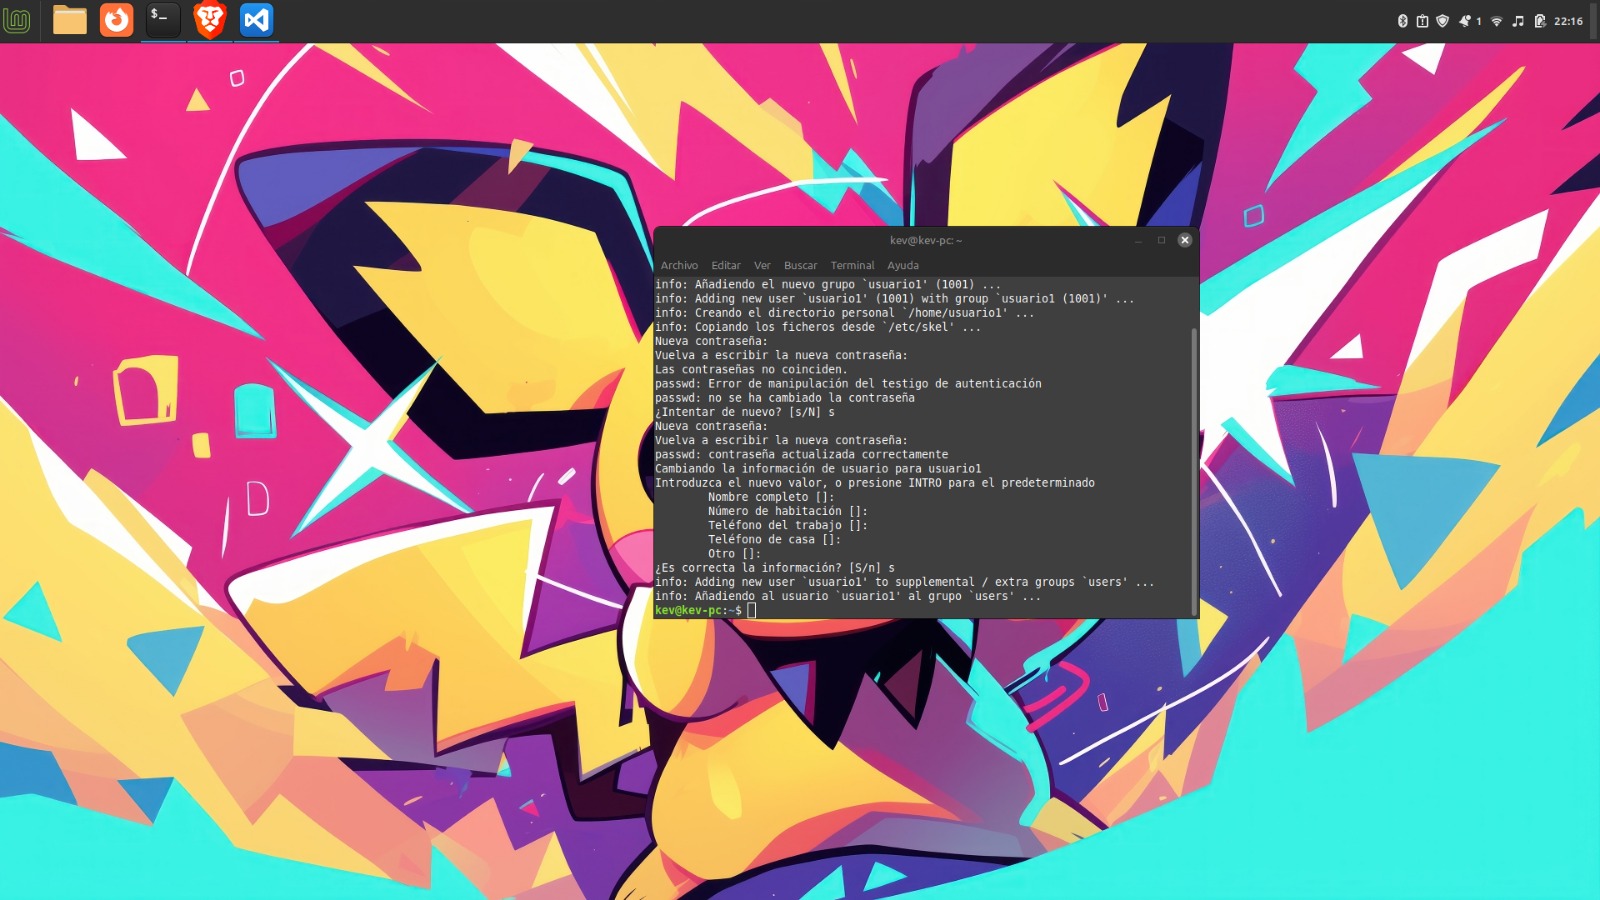 $_
1
22:16
kev@kev-pc: ~
Archivo Editar Ver Buscar Terminal Ayuda
info: Añadiendo el nuevo grupo `usuario1' (1001) ...
info: Adding new user `usuario1' (1001) with group `usuario1 (1001)' ...
info: Creando el directorio personal `/home/usuario1' ...
info: Copiando los ficheros desde `/etc/skel' ...
Nueva contraseña:
Vuelva a escribir la nueva contraseña:
Las contraseñas no coinciden.
passwd: Error de manipulación del testigo de autenticación
passwd: no se ha cambiado la contraseña
¿Intentar de nuevo? [s/N] s
Nueva contraseña:
Vuelva a escribir la nueva contraseña:
passwd: contraseña actualizada correctamente
Cambiando la información de usuario para usuario1
Introduzca el nuevo valor, o presione INTRO para el predeterminado
Nombre completo []:
Número de habitación []:
Teléfono del trabajo []:
Teléfono de casa []:
Otro []:
¿Es correcta la información? [S/n] s
info: Adding new user `usuario1' to supplemental / extra groups `users' ...
info: Añadiendo al usuario `usuario1' al grupo `users' ...
kev@kev-pc:~$